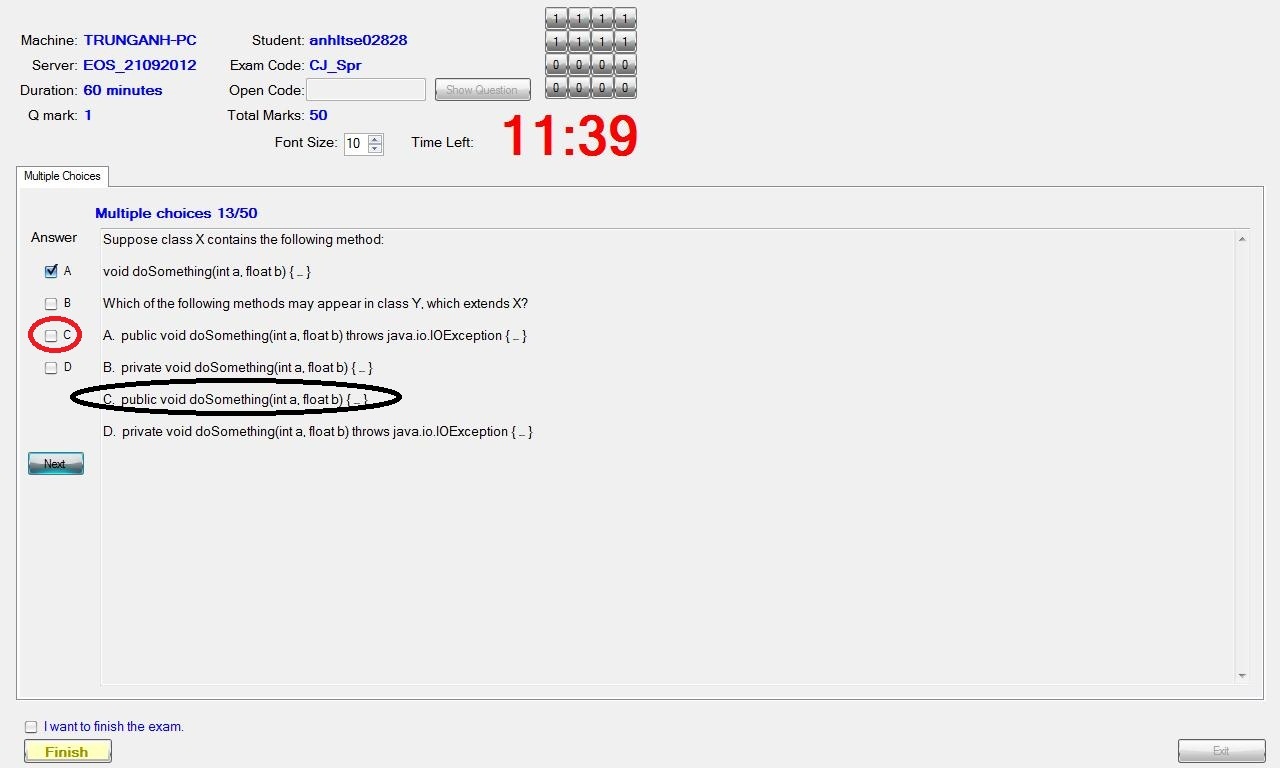 Machine: TRUNGANH-PC Student: anhltse02828
Server: EOS_21092012 Exam Code: CJ_Spr
Duration: 60 minutes Open Code: Show Question
Q mark: 1 Total Marks: 50
1 1 1 1
1 1 1 1
0 0 0 0
0 0 0 0
Font Size: 10 Time Left: 11:39
Multiple Choices
Multiple choices 13/50
Answer
A
B
C
D
Next
Suppose class X contains the following method:
void doSomething(int a, float b) { ... }
Which of the following methods may appear in class Y, which extends X?
A. public void doSomething(int a, float b) throws java.io.IOException { ... }
B. private void doSomething(int a, float b) { ... }
C. public void doSomething(int a, float b) { ... }
D. private void doSomething(int a, float b) throws java.io.IOException { ... }
I want to finish the exam.
Finish
Exit